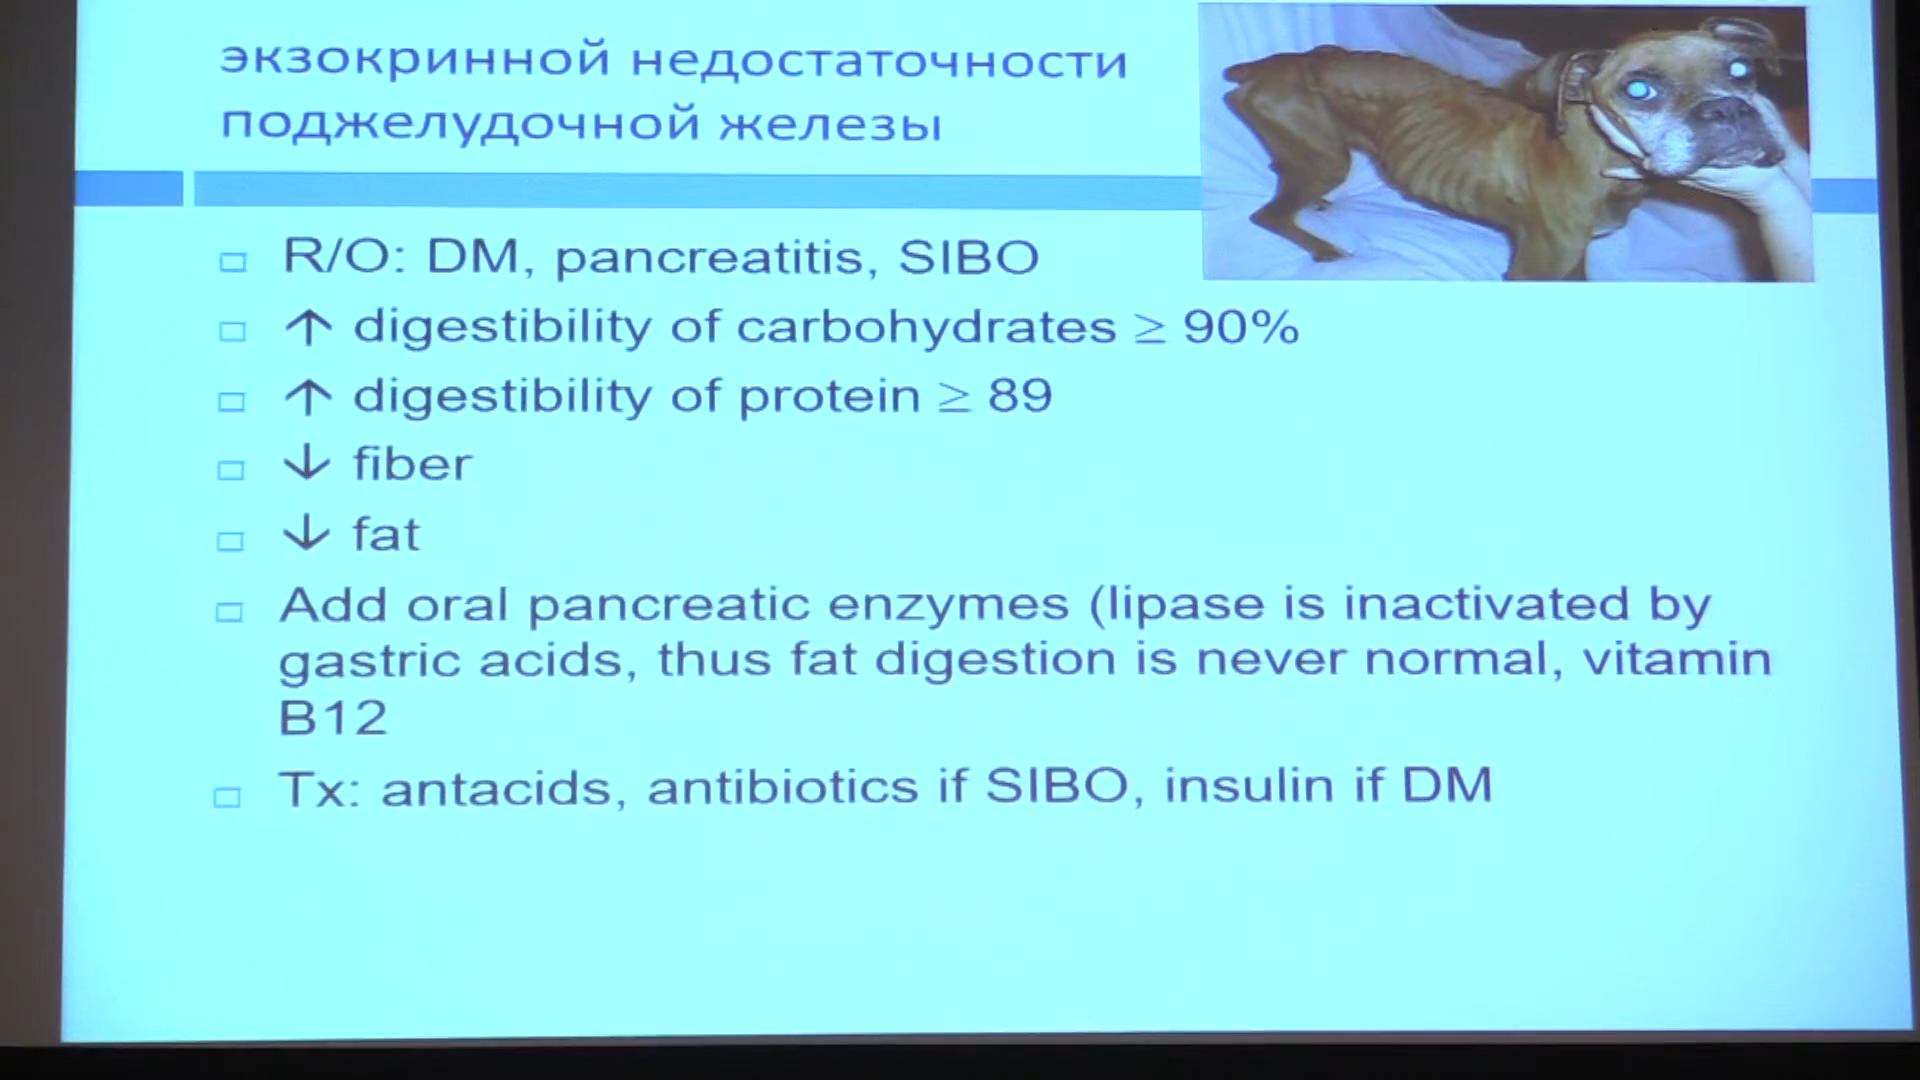 экзокринной недостаточности
поджелудочной железы
R/O: DM, pancreatitis, SIBO
↑ digestibility of carbohydrates ≥ 90%
↑ digestibility of protein ≥ 89
↓ fiber
↓ fat
Add oral pancreatic enzymes (lipase is inactivated by
gastric acids, thus fat digestion is never normal, vitamin
B12
Tx: antacids, antibiotics if SIBO, insulin if DM